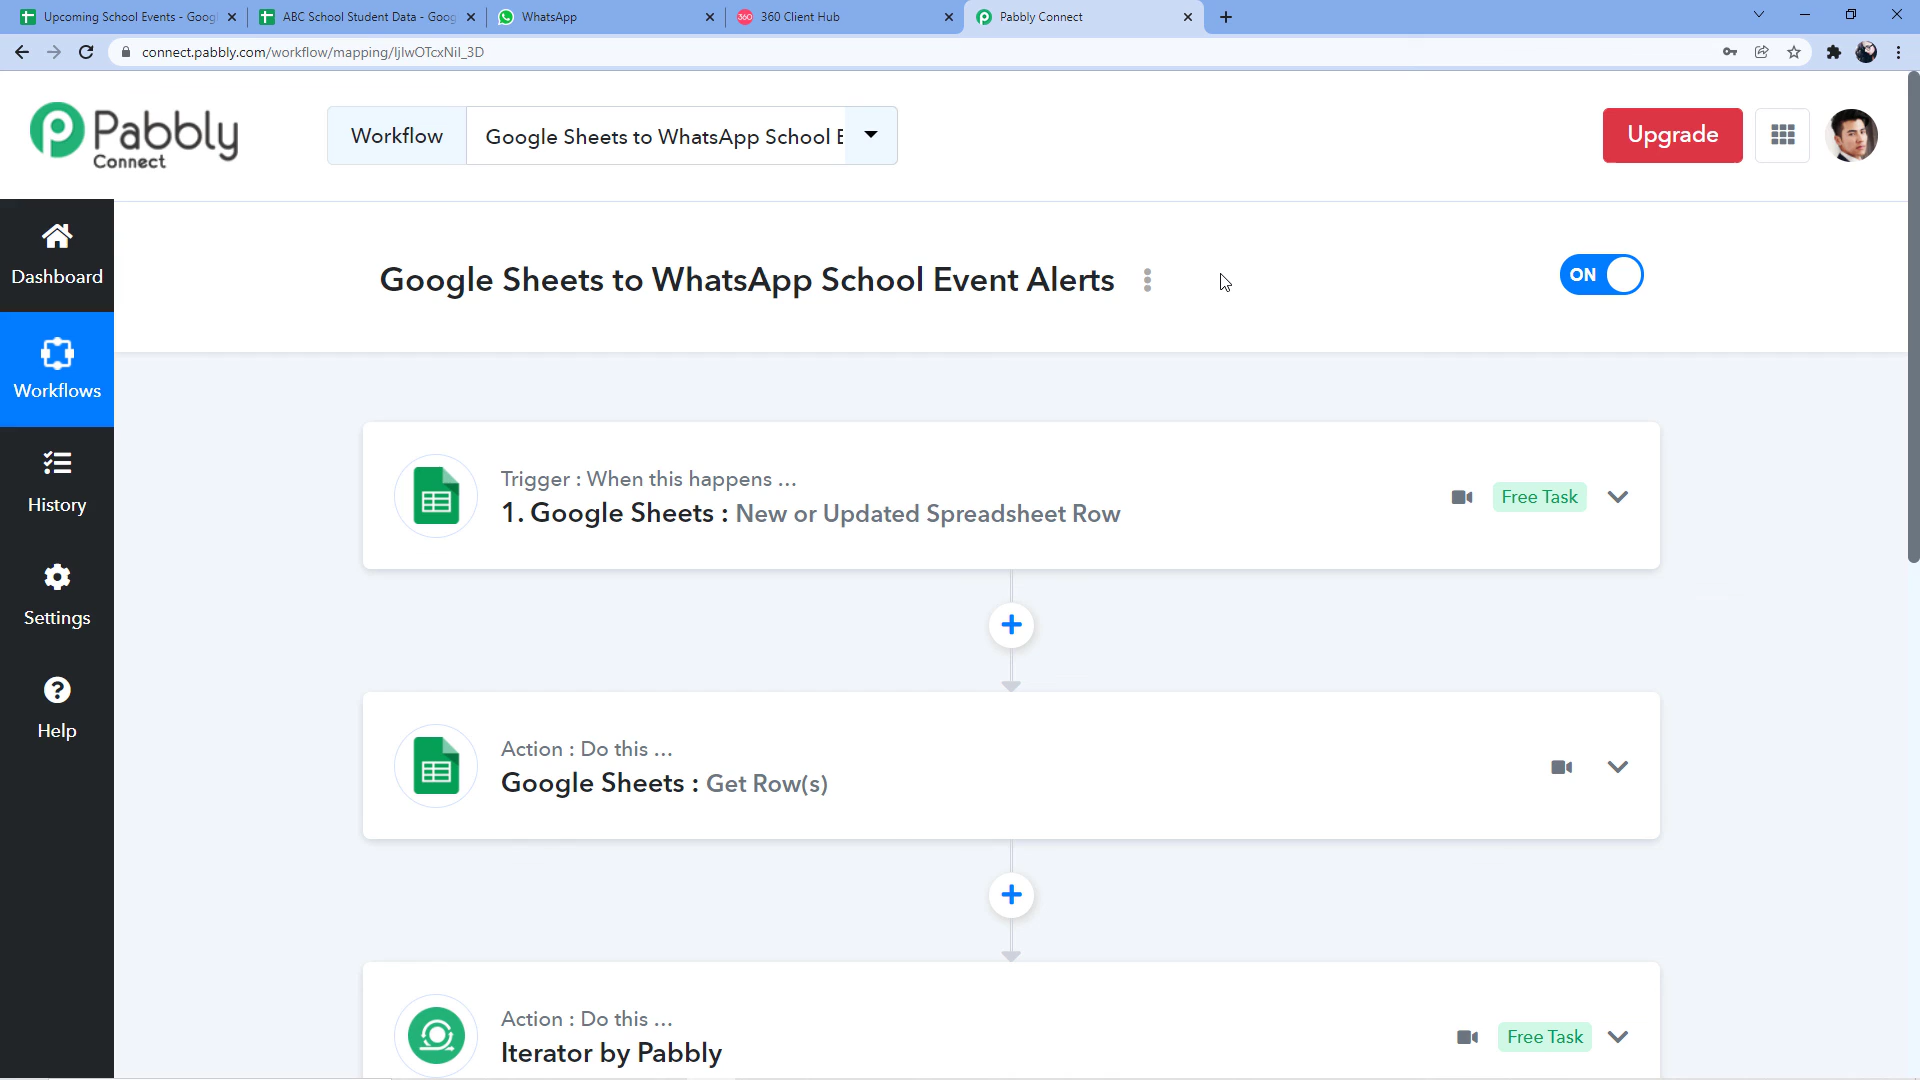 Upcoming School Events - Goog
ABC School Student Data - Goog
WhatsApp
360 Client Hub
Pabbly Connect
connect.pabbly.com/workflow/mapping/IjIwOTcxNiI_3D
Pabbly
Connect
Workflow
Google Sheets to WhatsApp School E
Upgrade
Dashboard
Google Sheets to WhatsApp School Event Alerts
ON
Workflows
History
Settings
Help
Trigger : When this happens ...
1. Google Sheets : New or Updated Spreadsheet Row
Free Task
Action : Do this ...
Google Sheets : Get Row(s)
Action : Do this ...
Iterator by Pabbly
Free Task